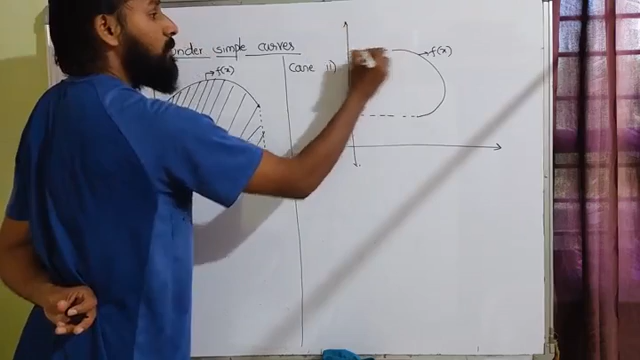 under simple curves
f(x)
Case ii)
f(x)